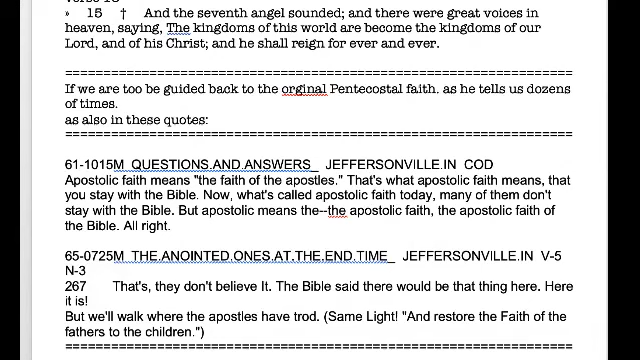 » 15 † And the seventh angel sounded; and there were great voices in
heaven, saying, The kingdoms of this world are become the kingdoms of our
Lord, and of his Christ; and he shall reign for ever and ever.
===================================================================
If we are too be guided back to the orginal Pentecostal faith. as he tells us dozens
of times.
as also in these quotes:
===================================================================
61-1015M QUESTIONS.AND.ANSWERS_ JEFFERSONVILLE.IN COD
Apostolic faith means "the faith of the apostles." That's what apostolic faith means, that
you stay with the Bible. Now, what's called apostolic faith today, many of them don't
stay with the Bible. But apostolic means the--the apostolic faith, the apostolic faith of
the Bible. All right.
65-0725M THE.ANOINTED.ONES.AT.THE.END.TIME_ JEFFERSONVILLE.IN V-5
N-3
267 That's, they don't believe It. The Bible said there would be that thing here. Here
it is!
But we'll walk where the apostles have trod. (Same Light! "And restore the Faith of the
fathers to the children.")
===================================================================